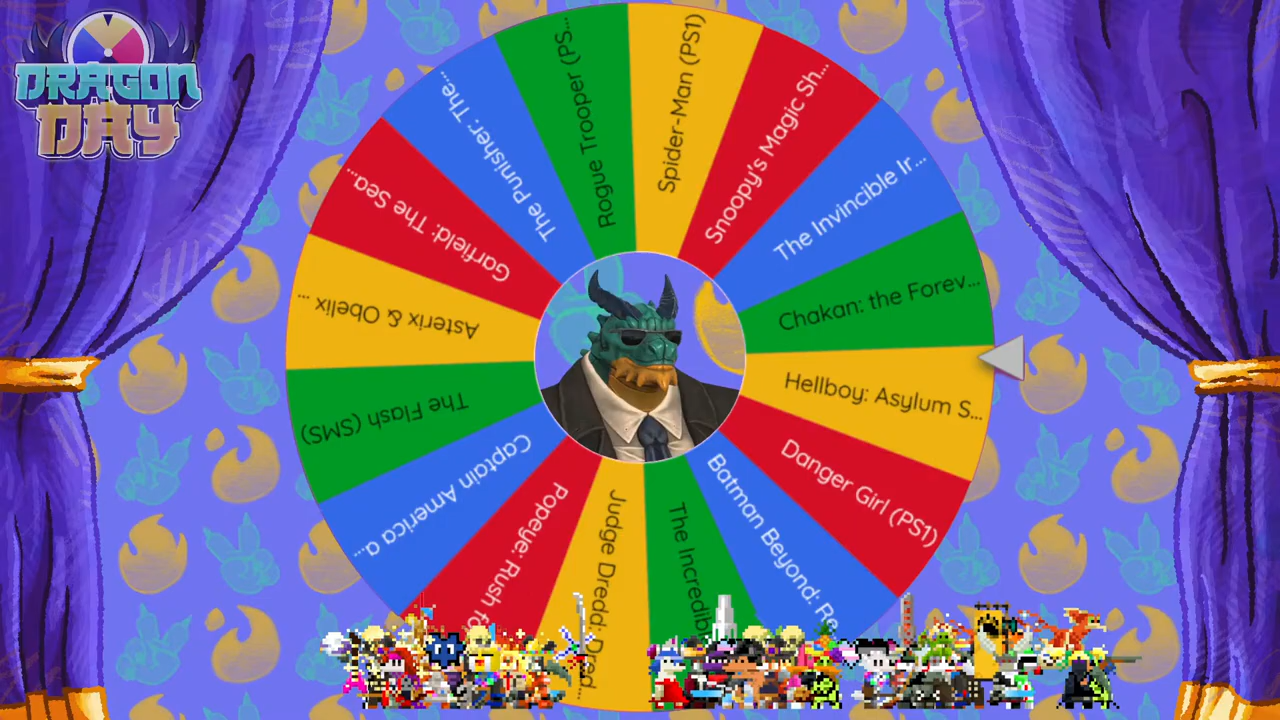 DRAGON
DAY
Rogue Trooper (PS...
Spider-Man (PS1)
Snoopy's Magic Sh...
The Invincible Ir...
Chakan: the Forev...
Hellboy: Asylum S...
Danger Girl (PS1)
Batman Beyond: Re
The Incredib
Judge Dredd: Dred...
Popeye: Rush fo
Captain America a...
The Flash (SMS)
Asterix & Obelix ...
Garfield: The Sea...
The Punisher: The...